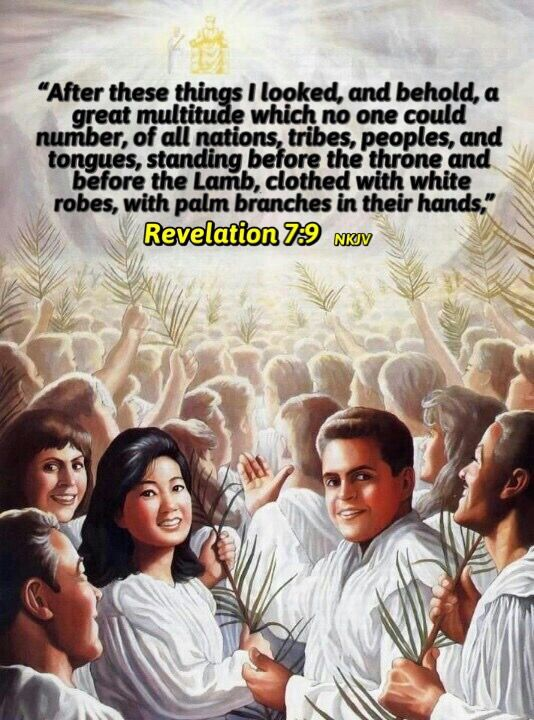 “After these things I looked, and behold, a
great multitude which no one could
number, of all nations, tribes, peoples, and
tongues, standing before the throne and
before the Lamb, clothed with white
robes, with palm branches in their hands,”
Revelation 7:9 NKJV